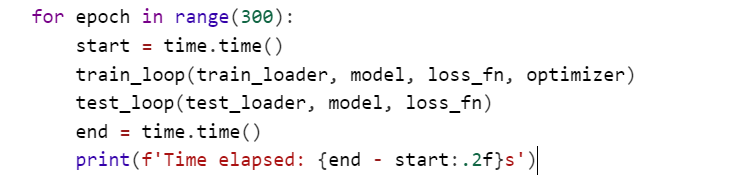 for epoch in range(300):
    start = time.time()
    train_loop(train_loader, model, loss_fn, optimizer)
    test_loop(test_loader, model, loss_fn)
    end = time.time()
    print(f'Time elapsed: {end - start:.2f}s')